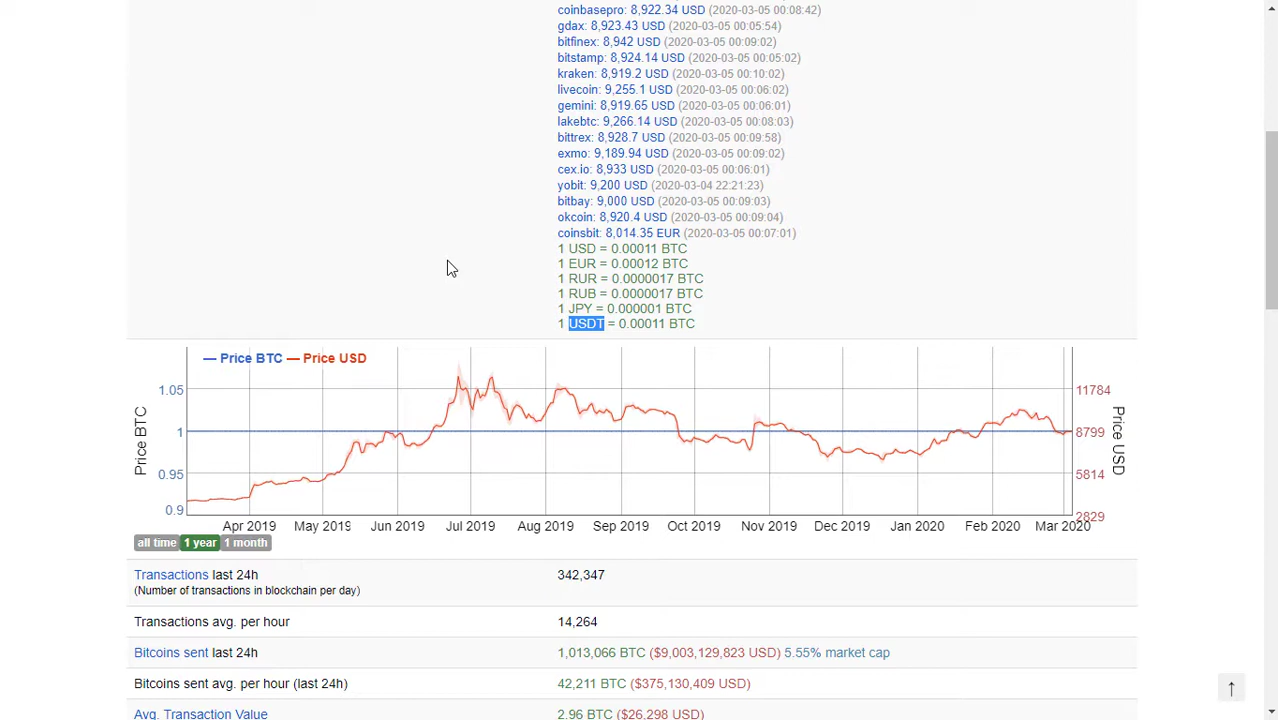 coinbasepro: 8,922.34 USD (2020-03-05 00:08:42)
gdax: 8,923.43 USD (2020-03-05 00:05:54)
bitfinex: 8,942 USD (2020-03-05 00:09:02)
bitstamp: 8,924.14 USD (2020-03-05 00:05:02)
kraken: 8,919.2 USD (2020-03-05 00:10:02)
livecoin: 9,255.1 USD (2020-03-05 00:06:02)
gemini: 8,919.65 USD (2020-03-05 00:06:01)
lakebtc: 9,266.14 USD (2020-03-05 00:08:03)
bittrex: 8,928.7 USD (2020-03-05 00:09:58)
exmo: 9,189.94 USD (2020-03-05 00:09:02)
cex.io: 8,933 USD (2020-03-05 00:06:01)
yobit: 9,200 USD (2020-03-04 22:21:23)
bitbay: 9,000 USD (2020-03-05 00:09:03)
okcoin: 8,920.4 USD (2020-03-05 00:09:04)
coinsbit: 8,014.35 EUR (2020-03-05 00:07:01)
1 USD = 0.00011 BTC
1 EUR = 0.00012 BTC
1 RUR = 0.0000017 BTC
1 RUB = 0.0000017 BTC
1 JPY = 0.000001 BTC
1 USDT = 0.00011 BTC
Price BTC Price USD
1.05
1
0.95
0.9
Price BTC
11784
8799
5814
2829
Price USD
Apr 2019 May 2019 Jun 2019 Jul 2019 Aug 2019 Sep 2019 Oct 2019 Nov 2019 Dec 2019 Jan 2020 Feb 2020 Mar 2020
all time 1 year 1 month
Transactions last 24h 342,347
(Number of transactions in blockchain per day)
Transactions avg. per hour 14,264
Bitcoins sent last 24h 1,013,066 BTC ($9,003,129,823 USD) 5.55% market cap
Bitcoins sent avg. per hour (last 24h) 42,211 BTC ($375,130,409 USD)
Avg. Transaction Value 2.96 BTC ($26,298 USD)